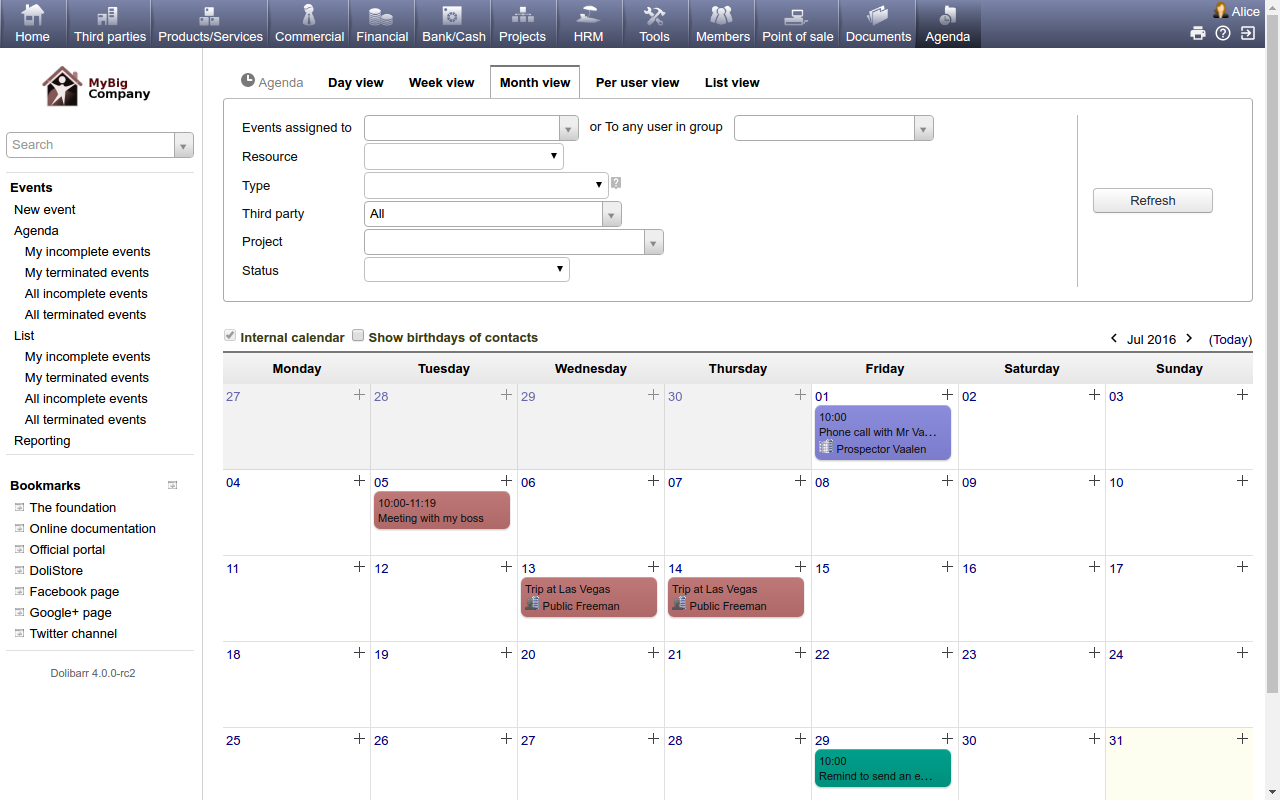 Home Third parties Products/Services Commercial Financial Bank/Cash Projects HRM Tools Members Point of sale Documents Agenda Alice
MyBig
Company
Search
Events
New event
Agenda
My incomplete events
My terminated events
All incomplete events
All terminated events
List
My incomplete events
My terminated events
All incomplete events
All terminated events
Reporting
Bookmarks
The foundation
Online documentation
Official portal
DoliStore
Facebook page
Google+ page
Twitter channel
Dolibarr 4.0.0-rc2
Agenda Day view Week view Month view Per user view List view
Events assigned to or To any user in group
Resource
Type ?
Third party All
Project
Status
Refresh
Internal calendar Show birthdays of contacts Jul 2016 (Today)
Monday Tuesday Wednesday Thursday Friday Saturday Sunday
27 28 29 30 01 02 03
10:00
Phone call with Mr Va…
Prospector Vaalen
04 05 06 07 08 09 10
10:00-11:19
Meeting with my boss
11 12 13 14 15 16 17
Trip at Las Vegas Trip at Las Vegas
Public Freeman Public Freeman
18 19 20 21 22 23 24
25 26 27 28 29 30 31
10:00
Remind to send an e…